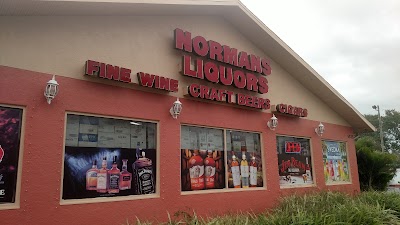 NORMANS
LIQUORS
FINE WINE CRAFT BEERS CIGARS